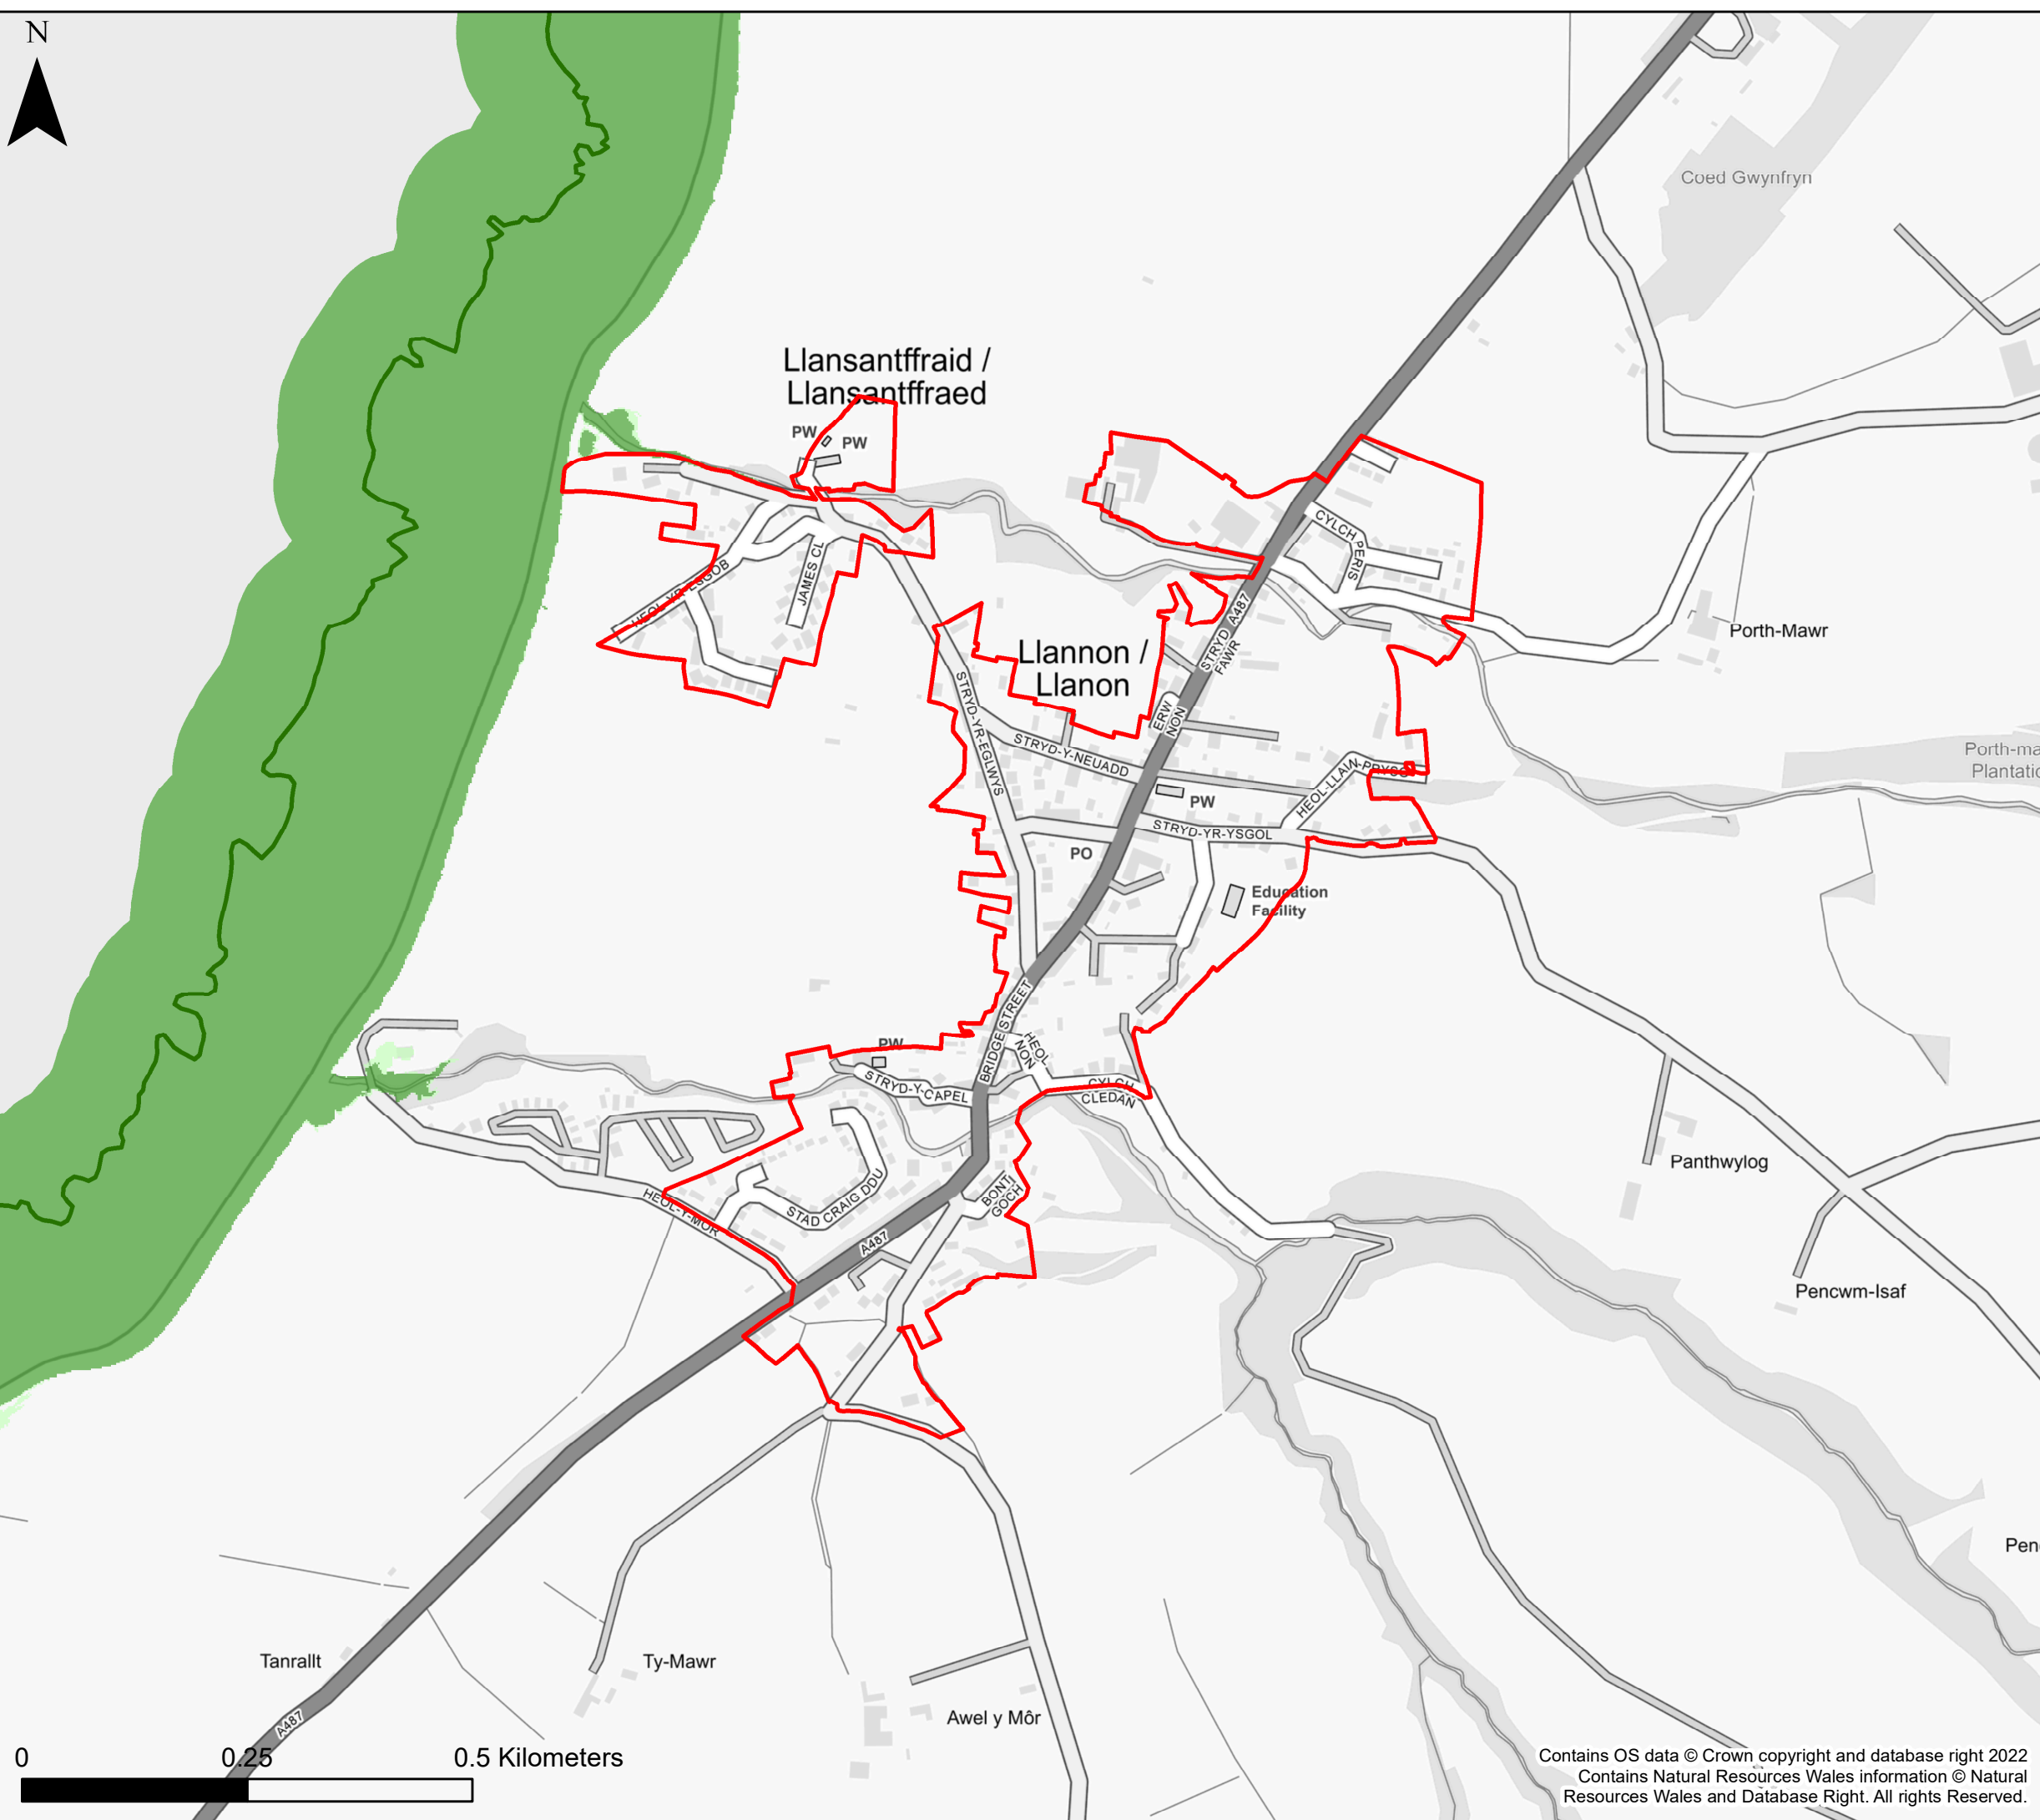 N
Coed Gwynfryn
Llansantffraid /
Llansantffraed
PW
PW
CYLCH PERIS
HEOL-YR-ESGOB
JAMES CL
Porth-Mawr
Llannon /
Llanon
STRYD A487
FAWR
STRYD-YR-EGLWYS
ERW
NON
STRYD-Y-NEUADD
Plantatio
PW
HEOL-LLAIN-PRYSG
STRYD-YR-YSGOL
PO
Education
Facility
BRIDGE STREET
HEOL
NON
PW
STRYD-Y-CAPEL
CYLCH
CLEDAN
Panthwylog
BONT
GOCH
HEOL-Y-MOR
STAD CRAIG DDU
A487
Pencwm-Isaf
Pen
Tanrallt
Ty-Mawr
Awel y Môr
A487
0 0.25 0.5 Kilometers
Contains OS data © Crown copyright and database right 2022
Contains Natural Resources Wales information © Natural
Resources Wales and Database Right. All rights Reserved.